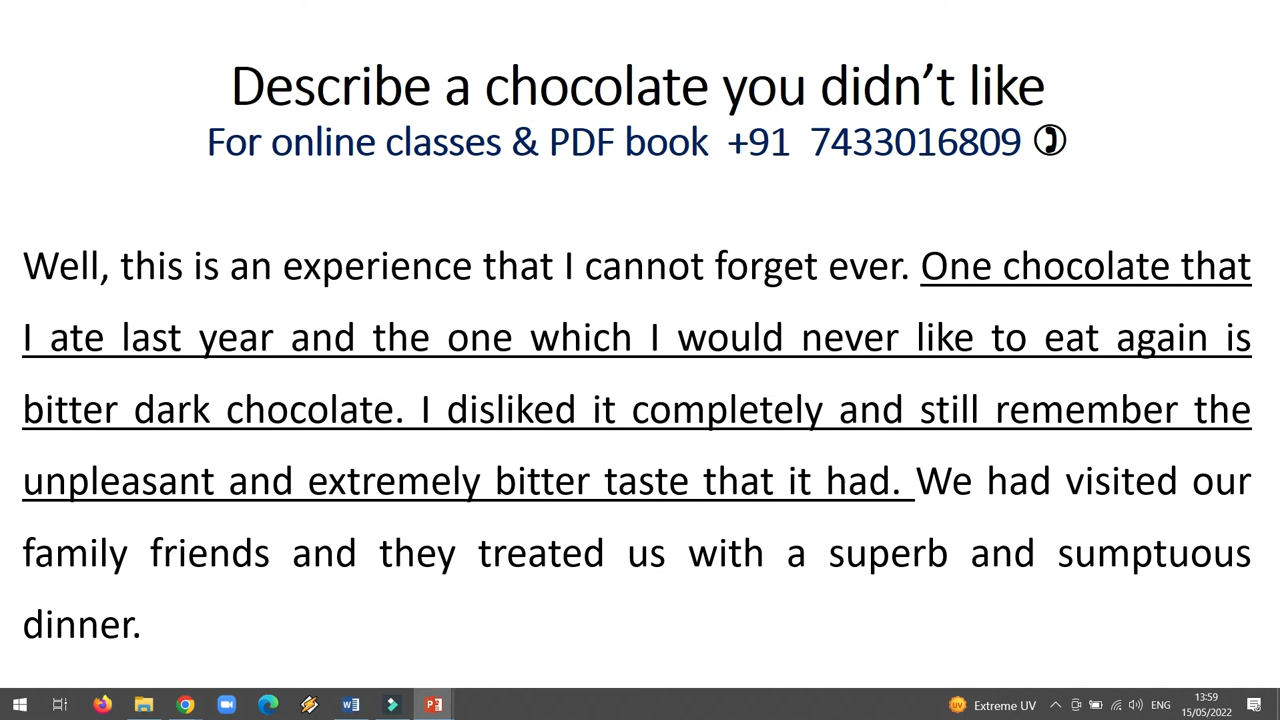 Describe a chocolate you didn’t like
For online classes & PDF book +91 7433016809
Well, this is an experience that I cannot forget ever. One chocolate that
I ate last year and the one which I would never like to eat again is
bitter dark chocolate. I disliked it completely and still remember the
unpleasant and extremely bitter taste that it had. We had visited our
family friends and they treated us with a superb and sumptuous
dinner.
Extreme UV
ENG
13:59
15/05/2022